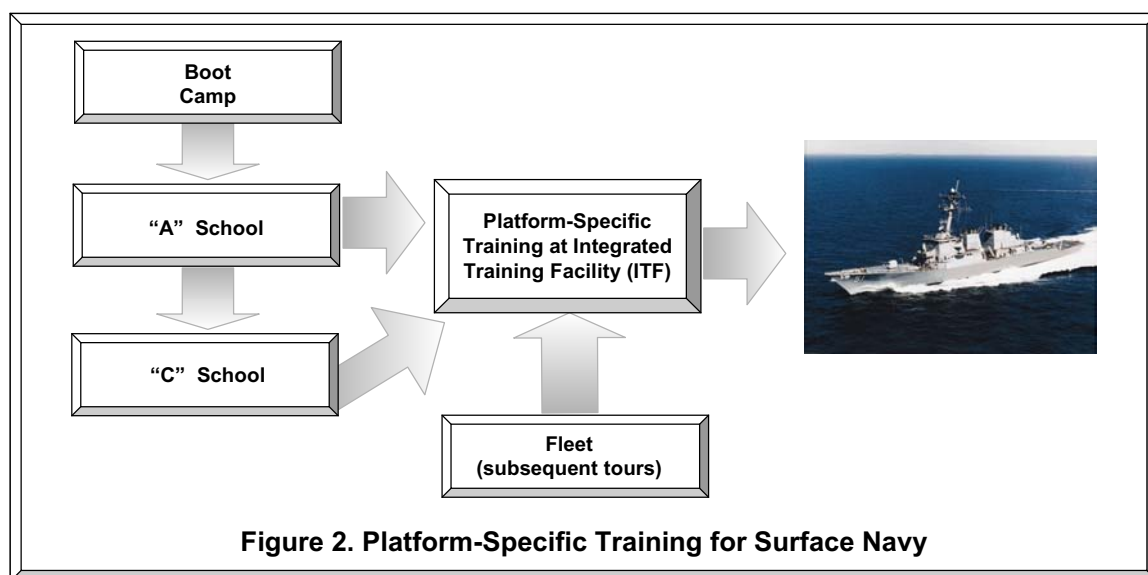 Boot
Camp
“A” School
“C” School
Platform-Specific
Training at Integrated
Training Facility (ITF)
Fleet
(subsequent tours)
Figure 2. Platform-Specific Training for Surface Navy